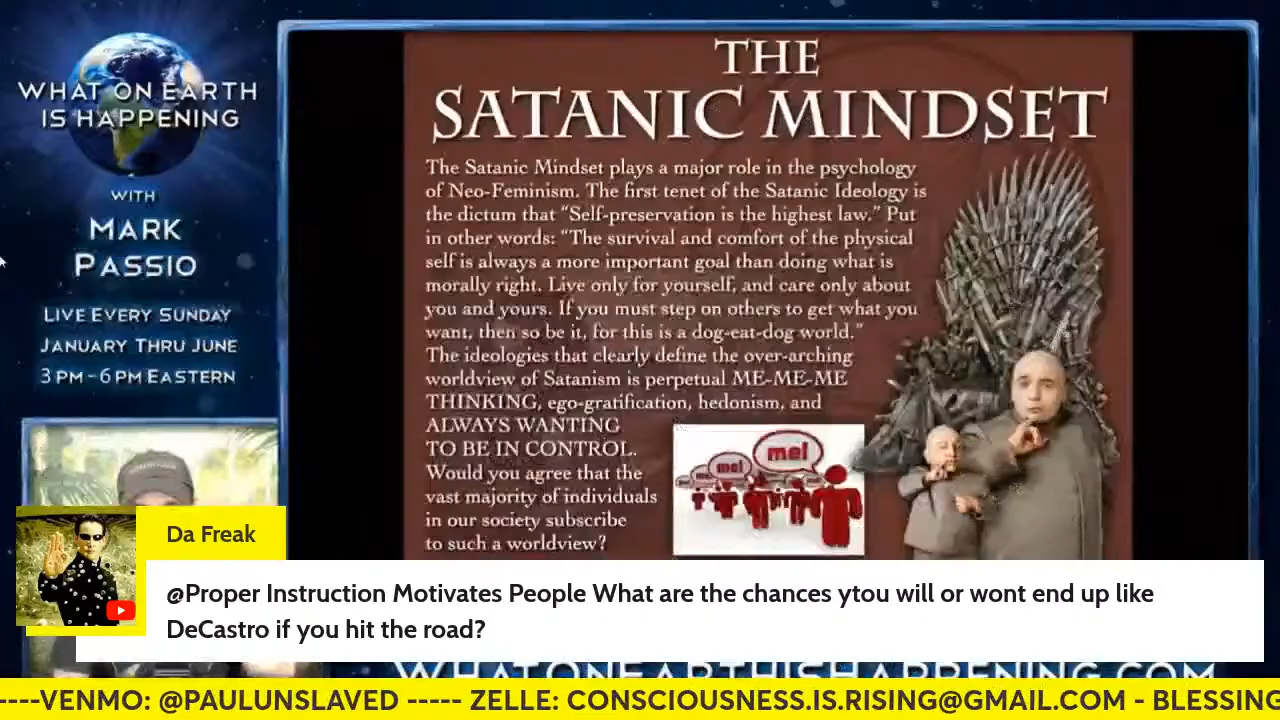 WHAT ON EARTH
IS HAPPENING
WITH
MARK
PASSIO
LIVE EVERY SUNDAY
JANUARY THRU JUNE
3PM-6PM EASTERN
THE
SATANIC MINDSET
The Satanic Mindset plays a major role in the psychology
of Neo-Feminism. The first tenet of the Satanic Ideology is
the dictum that “Self-preservation is the highest law.” Put
in other words: “The survival and comfort of the physical
self is always a more important goal than doing what is
morally right. Live only for yourself, and care only about
you and yours. If you must step on others to get what you
want, then so be it, for this is a dog-eat-dog world.”
The ideologies that clearly define the over-arching
worldview of Satanism is perpetual ME-ME-ME
THINKING, ego-gratification, hedonism, and
ALWAYS WANTING
TO BE IN CONTROL.
Would you agree that the
vast majority of individuals
in our society subscribe
to such a worldview?
me!
me!
me!
Da Freak
@Proper Instruction Motivates People What are the chances ytou will or wont end up like
DeCastro if you hit the road?
WHATONEARTHISHAPPENING.COM
----VENMO: @PAULUNSLAVED ----- ZELLE: CONSCIOUSNESS.IS.RISING@GMAIL.COM - BLESSING